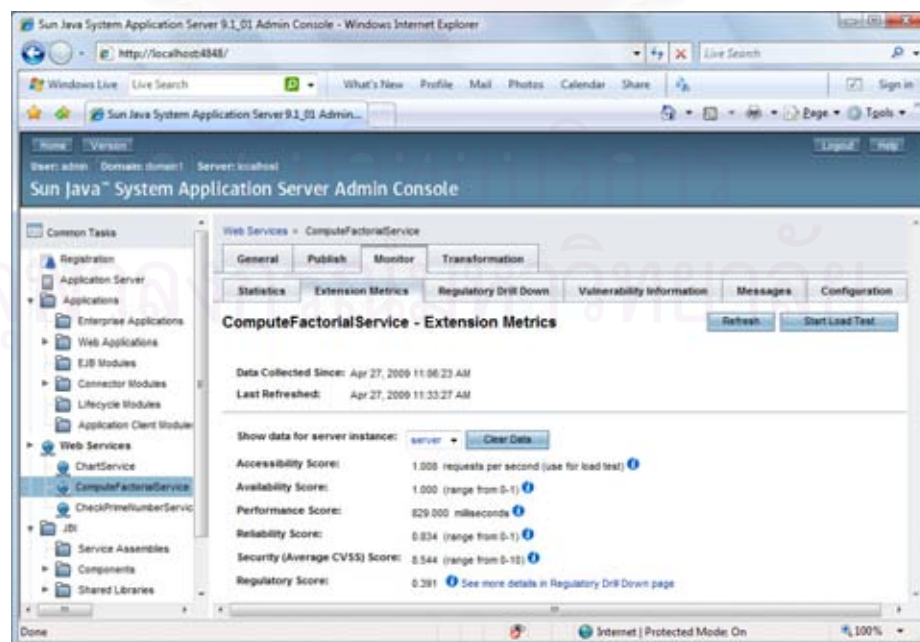 Sun Java System Application Server 9.1_01 Admin Console - Windows Internet Explorer
http://localhost:4848/
Live Search
Windows Live Live Search What's New Profile Mail Photos Calendar Share Sign in
Sun Java System Application Server 9.1_01 Admin... Page Tools
Home Version Logout Help
User: admin Domain: domain1 Server: localhost
Sun Java™ System Application Server Admin Console
Common Tasks
Registration
Application Server
Applications
Enterprise Applications
Web Applications
EJB Modules
Connector Modules
Lifecycle Modules
Application Client Modules
Web Services
ChartService
ComputeFactorialService
CheckPrimeNumberServic
JBI
Service Assemblies
Components
Shared Libraries
Web Services > ComputeFactorialService
General Publish Monitor Transformation
Statistics Extension Metrics Regulatory Drill Down Vulnerability Information Messages Configuration
ComputeFactorialService - Extension Metrics Refresh Start Load Test
Data Collected Since: Apr 27, 2009 11:06:23 AM
Last Refreshed: Apr 27, 2009 11:33:27 AM
Show data for server instance: server Clear Data
Accessibility Score: 1.008 requests per second (use for load test)
Availability Score: 1.000 (range from 0-1)
Performance Score: 829.000 milliseconds
Reliability Score: 0.834 (range from 0-1)
Security (Average CVSS) Score: 8.544 (range from 0-10)
Regulatory Score: 0.391 See more details in Regulatory Drill Down page
Done Internet | Protected Mode: On 100%